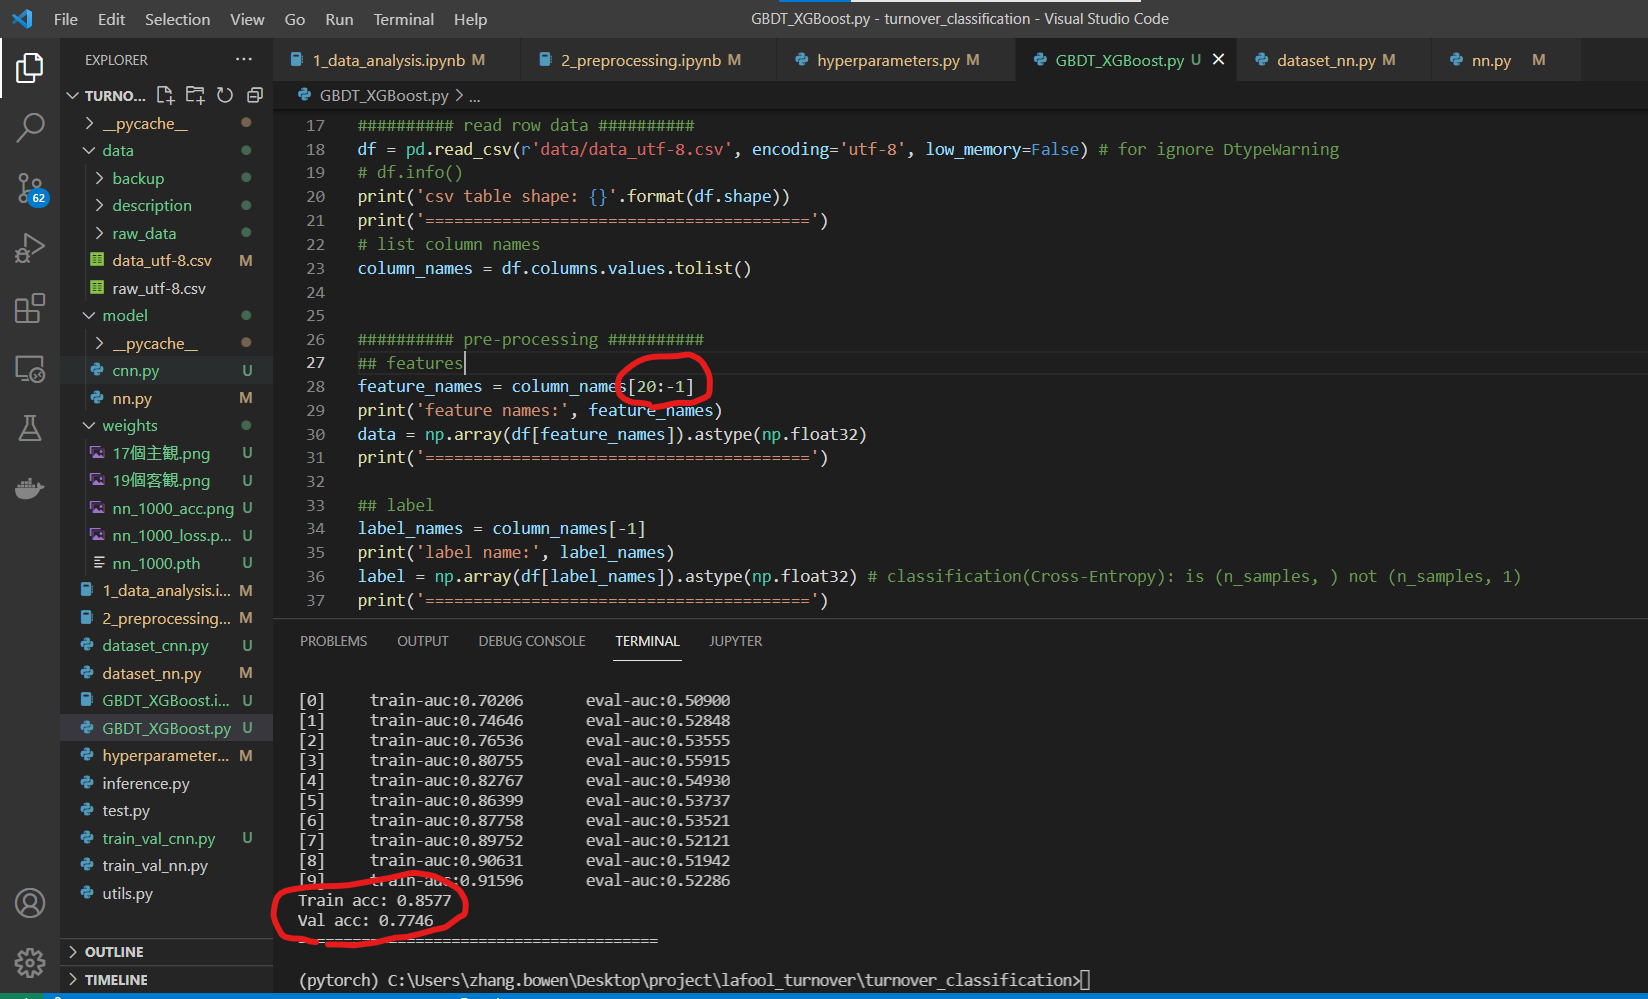 File Edit Selection View Go Run Terminal Help
GBDT_XGBoost.py - turnover_classification - Visual Studio Code
EXPLORER ...
1_data_analysis.ipynb M
2_preprocessing.ipynb M
hyperparameters.py M
GBDT_XGBoost.py U
dataset_nn.py M
nn.py M
TURNO...
GBDT_XGBoost.py > ...
__pycache__
data
backup
description
raw_data
data_utf-8.csv M
raw_utf-8.csv
model
__pycache__
cnn.py U
nn.py M
weights
17個主観.png U
19個客観.png U
nn_1000_acc.png U
nn_1000_loss.p... U
nn_1000.pth U
1_data_analysis.i... M
2_preprocessing... M
dataset_cnn.py U
dataset_nn.py M
GBDT_XGBoost.i... U
GBDT_XGBoost.py U
hyperparameter... M
inference.py
test.py
train_val_cnn.py U
train_val_nn.py
utils.py
OUTLINE
TIMELINE
62
17 ########## read row data ##########
18 df = pd.read_csv(r'data/data_utf-8.csv', encoding='utf-8', low_memory=False) # for ignore DtypeWarning
19 # df.info()
20 print('csv table shape: {}'.format(df.shape))
21 print('========================================')
22 # list column names
23 column_names = df.columns.values.tolist()
24
25
26 ########## pre-processing ##########
27 ## features
28 feature_names = column_names[20:-1]
29 print('feature names:', feature_names)
30 data = np.array(df[feature_names]).astype(np.float32)
31 print('========================================')
32
33 ## label
34 label_names = column_names[-1]
35 print('label name:', label_names)
36 label = np.array(df[label_names]).astype(np.float32) # classification(Cross-Entropy): is (n_samples, ) not (n_samples, 1)
37 print('========================================')
PROBLEMS OUTPUT DEBUG CONSOLE TERMINAL JUPYTER
[0] train-auc:0.70206 eval-auc:0.50900
[1] train-auc:0.74646 eval-auc:0.52848
[2] train-auc:0.76536 eval-auc:0.53555
[3] train-auc:0.80755 eval-auc:0.55915
[4] train-auc:0.82767 eval-auc:0.54930
[5] train-auc:0.86399 eval-auc:0.53737
[6] train-auc:0.87758 eval-auc:0.53521
[7] train-auc:0.89752 eval-auc:0.52121
[8] train-auc:0.90631 eval-auc:0.51942
[9] train-auc:0.91596 eval-auc:0.52286
Train acc: 0.8577
Val acc: 0.7746
========================================
(pytorch) C:\Users\zhang.bowen\Desktop\project\lafool_turnover\turnover_classification>